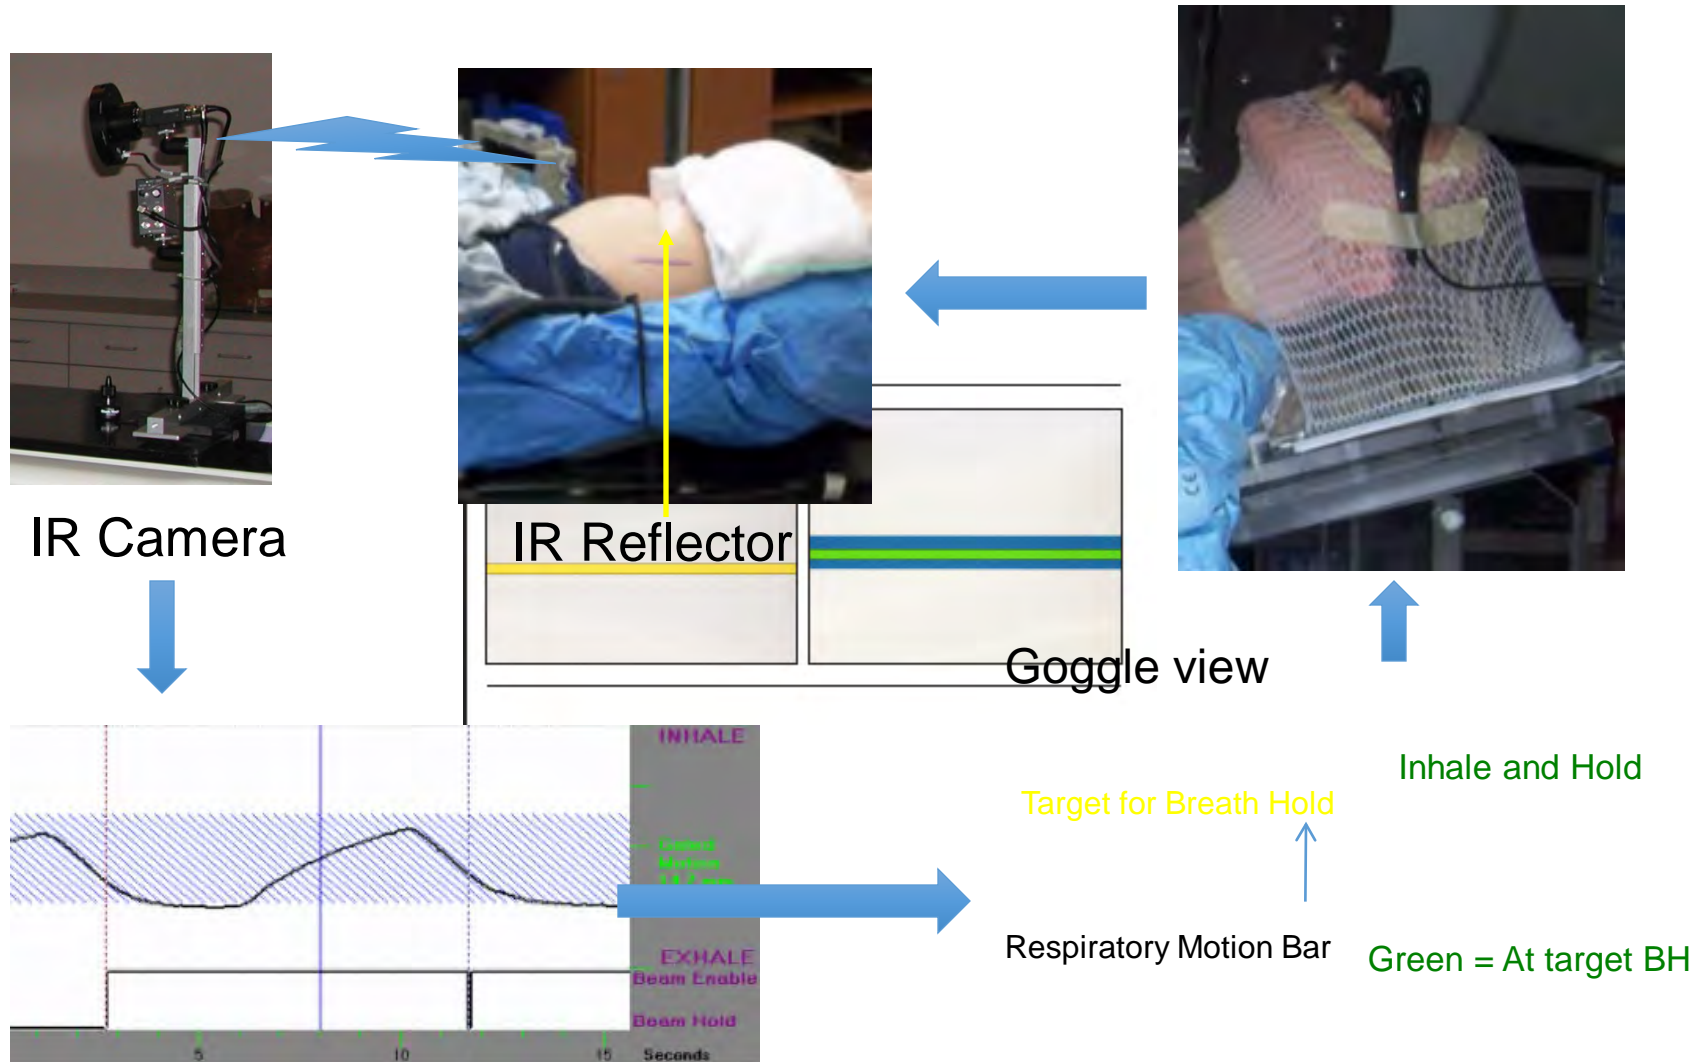 IR Camera
IR Reflector
Goggle view
INHALE
EXHALE
Beam Enable
Beam Hold
5
10
15
Seconds
Inhale and Hold
Target for Breath Hold
Respiratory Motion Bar
Green = At target BH